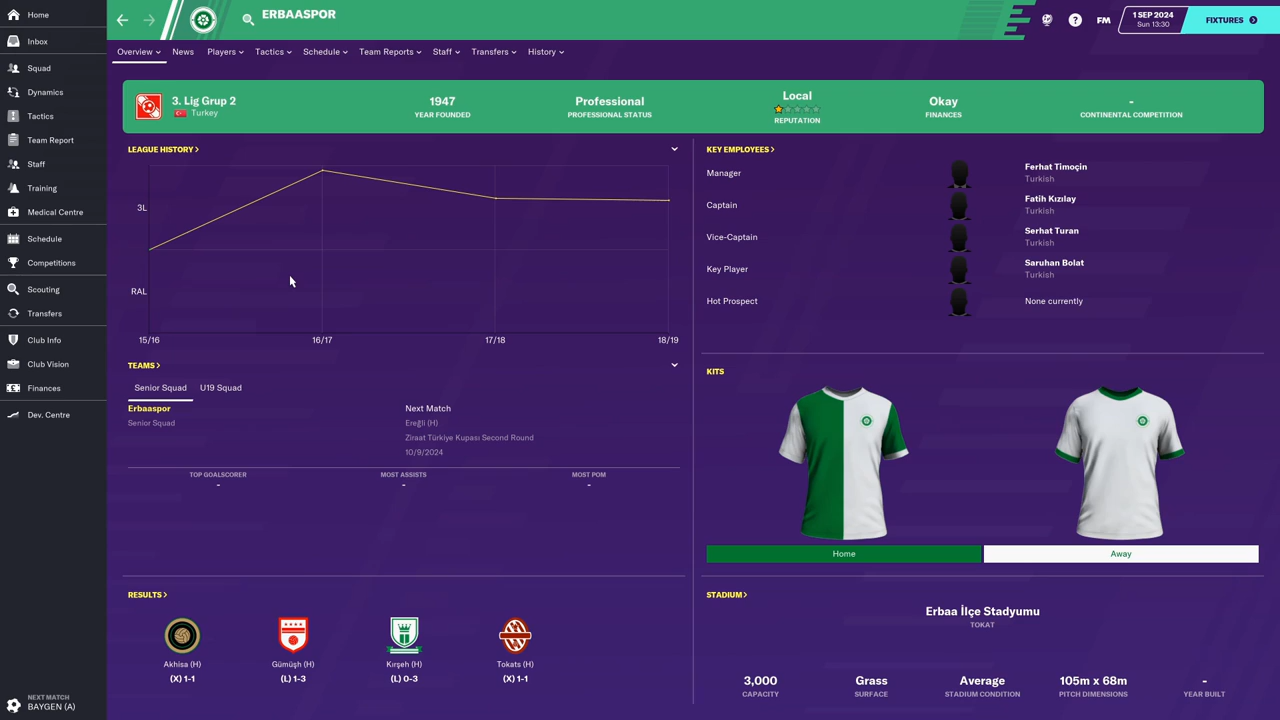 Home
Inbox
Squad
Dynamics
Tactics
Team Report
Staff
Training
Medical Centre
Schedule
Competitions
Scouting
Transfers
Club Info
Club Vision
Finances
Dev. Centre
NEXT MATCH
BAYGEN (A)
ERBAASPOR
FM
1 SEP 2024
Sun 13:30
FIXTURES
Overview
News
Players
Tactics
Schedule
Team Reports
Staff
Transfers
History
3. Lig Grup 2
Turkey
1947
YEAR FOUNDED
Professional
PROFESSIONAL STATUS
Local
REPUTATION
Okay
FINANCES
-
CONTINENTAL COMPETITION
LEAGUE HISTORY >
3L
RAL
15/16
16/17
17/18
18/19
TEAMS >
Senior Squad
U19 Squad
Erbaaspor
Senior Squad
Next Match
Ereğli (H)
Ziraat Türkiye Kupası Second Round
10/9/2024
TOP GOALSCORER
-
MOST ASSISTS
-
MOST POM
-
RESULTS >
Akhisa (H)
(X) 1-1
Gümüşh (H)
(L) 1-3
Kırşeh (H)
(L) 0-3
Tokats (H)
(X) 1-1
KEY EMPLOYEES >
Manager
Ferhat Timoçin
Turkish
Captain
Fatih Kızılay
Turkish
Vice-Captain
Serhat Turan
Turkish
Key Player
Saruhan Bolat
Turkish
Hot Prospect
None currently
KITS
Home
Away
STADIUM >
Erbaa İlçe Stadyumu
TOKAT
3,000
CAPACITY
Grass
SURFACE
Average
STADIUM CONDITION
105m x 68m
PITCH DIMENSIONS
-
YEAR BUILT